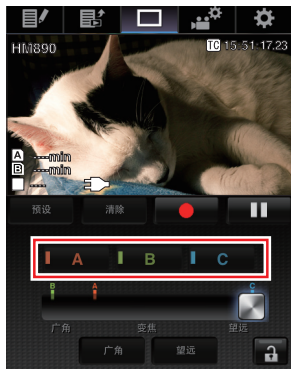 HM890
TC 15:51:17.23
A ----min
B ----min
----
预设 清除
A B C
B A C
广角 变焦 望远
广角 望远